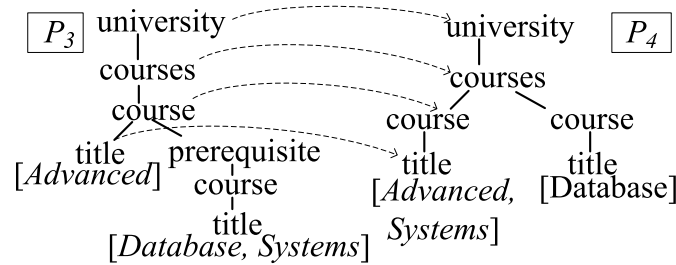 P3
university
courses
course
title
[Advanced]
prerequisite
course
title
[Database, Systems]
university
P4
courses
course
course
title
[Advanced,
Systems]
title
[Database]